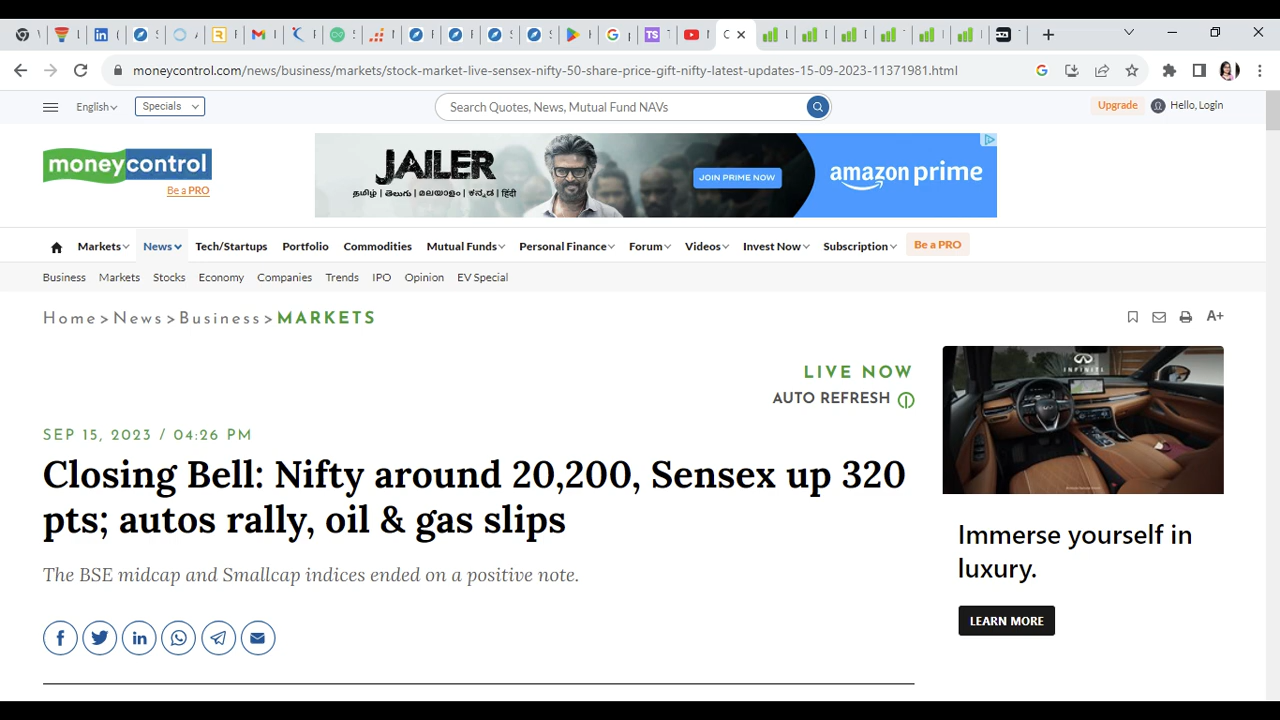 moneycontrol.com/news/business/markets/stock-market-live-sensex-nifty-50-share-price-gift-nifty-latest-updates-15-09-2023-11371981.html
English
Specials
Search Quotes, News, Mutual Fund NAVs
Upgrade
Hello, Login
moneycontrol
Be a PRO
JAILER
தமிழ் | తెలుగు | മലയാളം | ಕನ್ನಡ | हिंदी
JOIN PRIME NOW
amazon prime
Markets News Tech/Startups Portfolio Commodities Mutual Funds Personal Finance Forum Videos Invest Now Subscription Be a PRO
Business Markets Stocks Economy Companies Trends IPO Opinion EV Special
Home > News > Business > MARKETS
A+
INFINITI
LIVE NOW
AUTO REFRESH
SEP 15, 2023 / 04:26 PM
Closing Bell: Nifty around 20,200, Sensex up 320
pts; autos rally, oil & gas slips
The BSE midcap and Smallcap indices ended on a positive note.
Immerse yourself in
luxury.
LEARN MORE